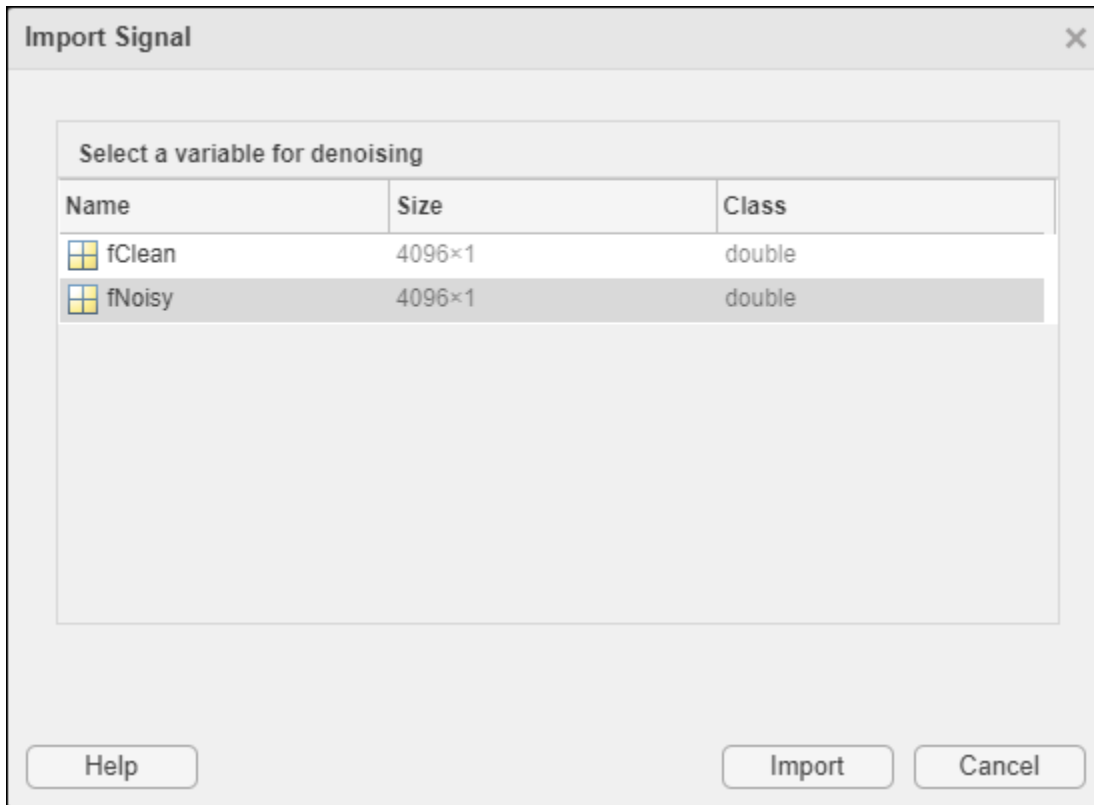 Import Signal
Select a variable for denoising
Name Size Class
fClean 4096×1 double
fNoisy 4096×1 double
Help Import Cancel